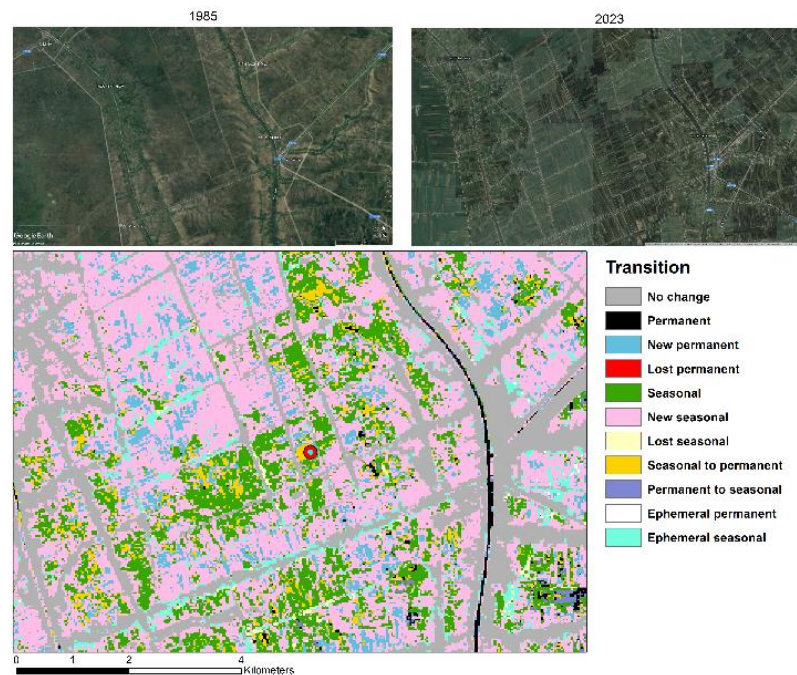 1985
2023
Google Earth
Transition
No change
Permanent
New permanent
Lost permanent
Seasonal
New seasonal
Lost seasonal
Seasonal to permanent
Permanent to seasonal
Ephemeral permanent
Ephemeral seasonal
0 1 2 4
Kilometers